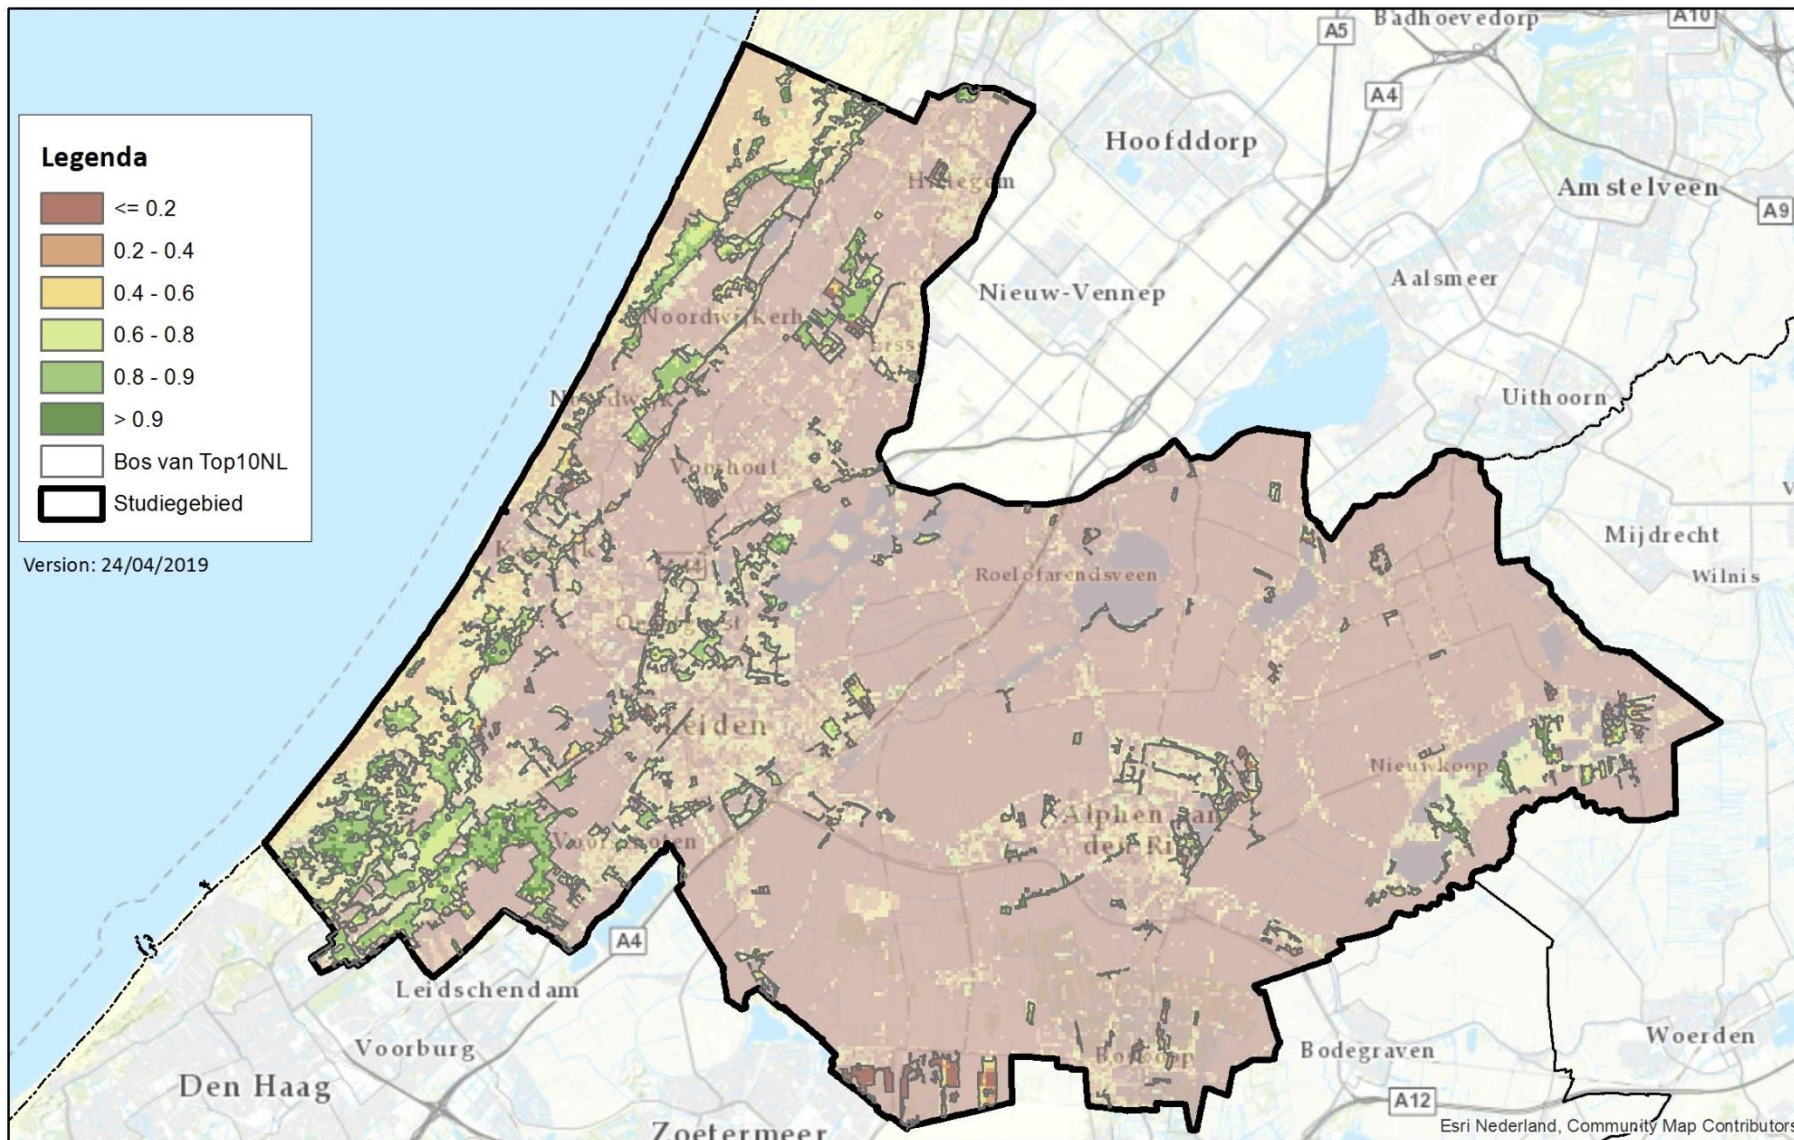 Legenda
<= 0.2
0.2 - 0.4
0.4 - 0.6
0.6 - 0.8
0.8 - 0.9
> 0.9
Bos van Top10NL
Studiegebied
Version: 24/04/2019
Badhoevedorp
A10
A5
A4
Hoofddorp
Amstelveen
A9
Aalsmeer
Nieuw-Vennep
Uithoorn
Voorhout
Mijdrecht
Wilnis
Roelofarendsveen
Leiden
Nieuwkoop
A4
Leidschendam
Voorburg
Den Haag
Zoetermeer
Bodegraven
Woerden
A12
Esri Nederland, Community Map Contributors